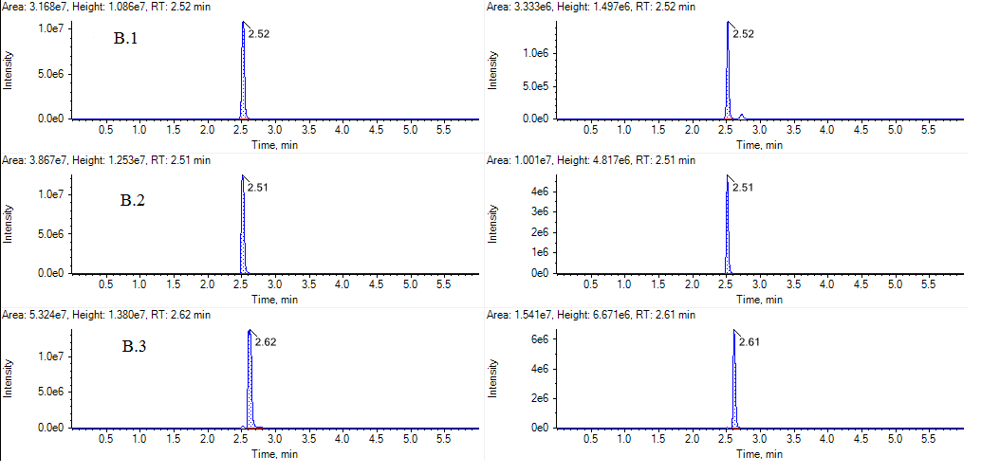 Area: 3.168e7, Height: 1.086e7, RT: 2.52 min
1.0e7
5.0e6
0.0e0
Intensity
B.1
2.52
0.5 1.0 1.5 2.0 2.5 3.0 3.5 4.0 4.5 5.0 5.5
Time, min
Area: 3.333e6, Height: 1.497e6, RT: 2.52 min
1.0e6
5.0e5
0.0e0
Intensity
2.52
0.5 1.0 1.5 2.0 2.5 3.0 3.5 4.0 4.5 5.0 5.5
Time, min
Area: 3.867e7, Height: 1.253e7, RT: 2.51 min
1.0e7
5.0e6
0.0e0
Intensity
B.2
2.51
0.5 1.0 1.5 2.0 2.5 3.0 3.5 4.0 4.5 5.0 5.5
Time, min
Area: 1.001e7, Height: 4.817e6, RT: 2.51 min
4e6
3e6
2e6
1e6
0e0
Intensity
2.51
0.5 1.0 1.5 2.0 2.5 3.0 3.5 4.0 4.5 5.0 5.5
Time, min
Area: 5.324e7, Height: 1.380e7, RT: 2.62 min
1.0e7
5.0e6
0.0e0
Intensity
B.3
2.62
0.5 1.0 1.5 2.0 2.5 3.0 3.5 4.0 4.5 5.0 5.5
Time, min
Area: 1.541e7, Height: 6.671e6, RT: 2.61 min
6e6
4e6
2e6
0e0
Intensity
2.61
0.5 1.0 1.5 2.0 2.5 3.0 3.5 4.0 4.5 5.0 5.5
Time, min